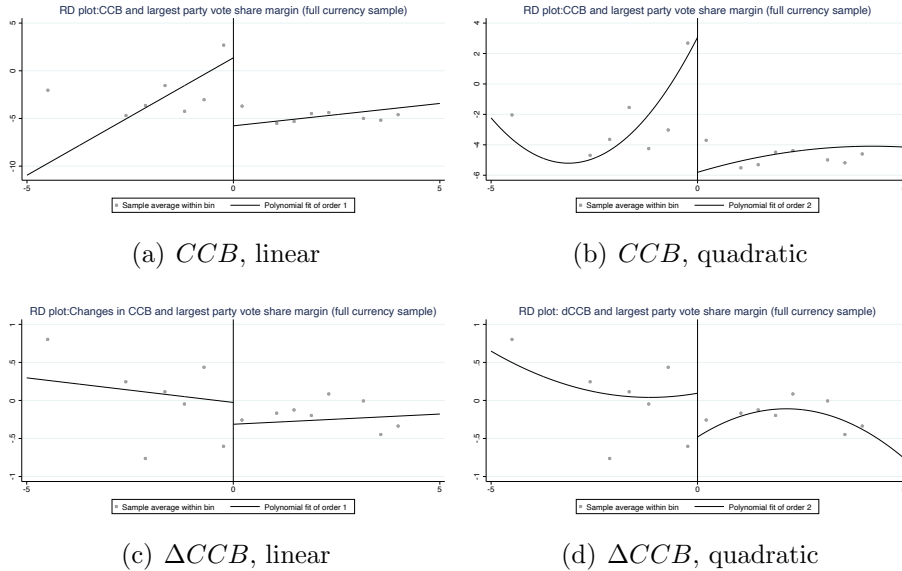 RD plot:CCB and largest party vote share margin (full currency sample)
5
0
-5
-10
-5
0
5
Sample average within bin
Polynomial fit of order 1
(a) CCB, linear
RD plot:CCB and largest party vote share margin (full currency sample)
4
2
0
-2
-4
-6
-5
0
Sample average within bin
Polynomial fit of order 2
(b) CCB, quadratic
RD plot:Changes in CCB and largest party vote share margin (full currency sample)
1
.5
0
-.5
-1
-5
0
5
Sample average within bin
Polynomial fit of order 1
(c) ΔCCB, linear
RD plot: dCCB and largest party vote share margin (full currency sample)
1
.5
0
-.5
-1
-5
0
Sample average within bin
Polynomial fit of order 2
(d) ΔCCB, quadratic